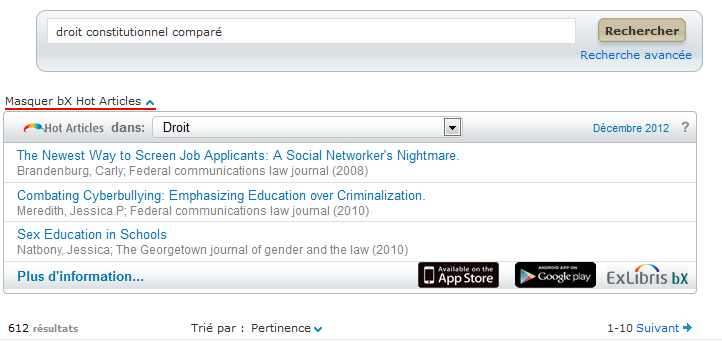 droit constitutionnel comparé Rechercher
Recherche avancée
Masquer bX Hot Articles
Hot Articles dans: Droit Décembre 2012 ?
The Newest Way to Screen Job Applicants: A Social Networker's Nightmare.
Brandenburg, Carly; Federal communications law journal (2008)
Combating Cyberbullying: Emphasizing Education over Criminalization.
Meredith, Jessica P; Federal communications law journal (2010)
Sex Education in Schools
Natbony, Jessica; The Georgetown journal of gender and the law (2010)
Plus d'information... Available on the App Store ANDROID APP ON Google play ExLibris bX
612 résultats Trié par : Pertinence 1-10 Suivant